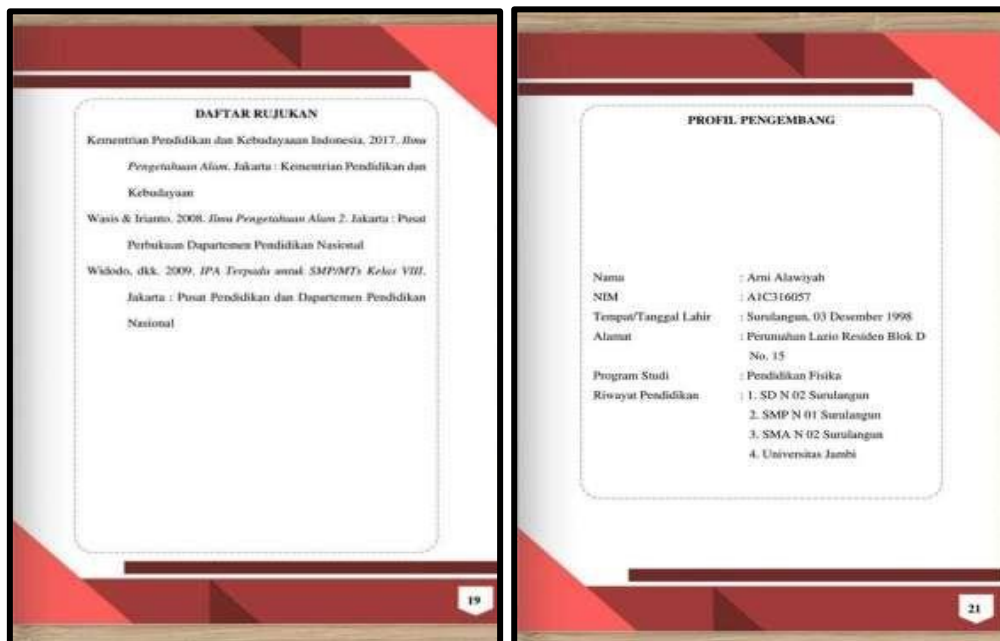 DAFTAR RUJUKAN
Kementrian Pendidikan dan Kebudayaaan Indonesia. 2017. Ilmu
Pengetahuan Alam. Jakarta : Kementrian Pendidikan dan
Kebudayaan
Wasis & Irianto. 2008. Ilmu Pengetahuan Alam 2. Jakarta : Pusat
Perbukuan Dapartemen Pendidikan Nasional
Widodo, dkk. 2009. IPA Terpadu untuk SMP/MTs Kelas VIII.
Jakarta : Pusat Pendidikan dan Dapartemen Pendidikan
Nasional
19
PROFIL PENGEMBANG
Nama : Arni Alawiyah
NIM : A1C316057
Tempat/Tanggal Lahir : Surulangun, 03 Desember 1998
Alamat : Perumahan Lazio Residen Blok D
No. 15
Program Studi : Pendidikan Fisika
Riwayat Pendidikan : 1. SD N 02 Surulangun
2. SMP N 01 Surulangun
3. SMA N 02 Surulangun
4. Universitas Jambi
21